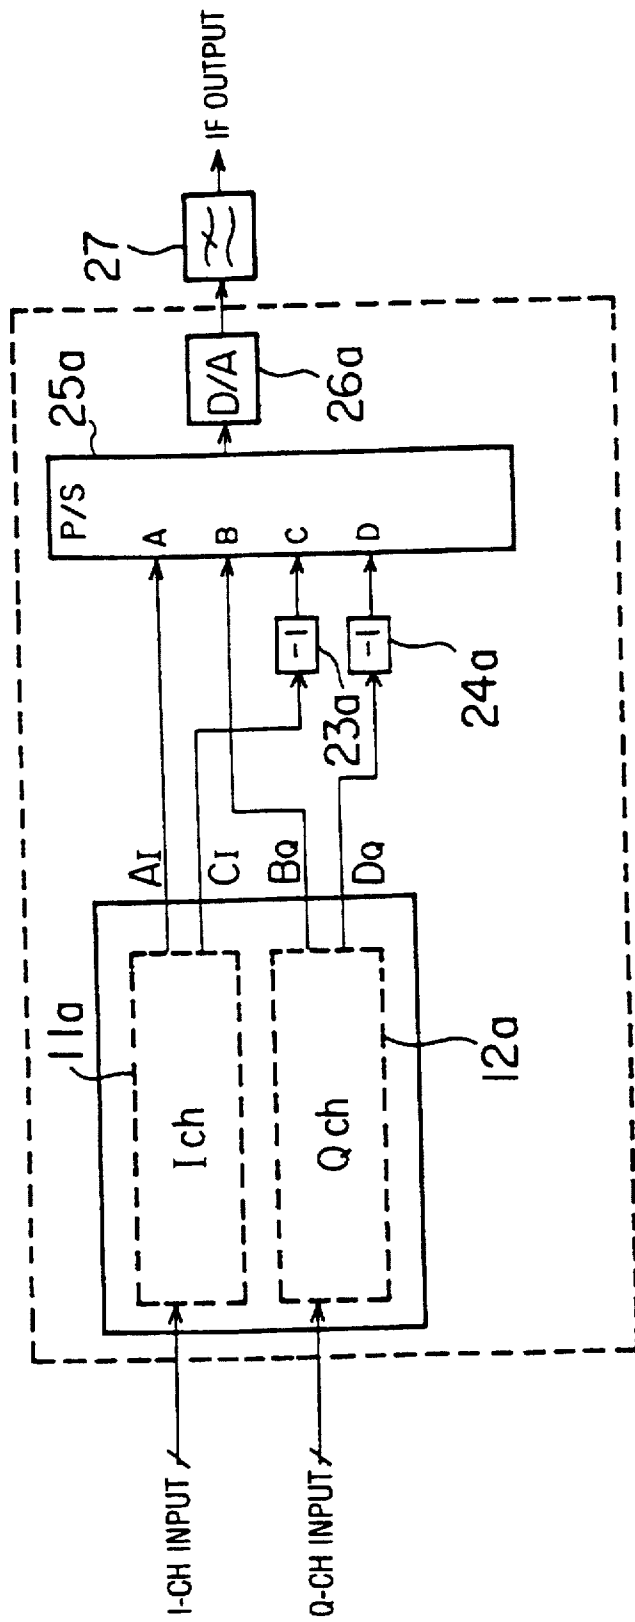 I-CH INPUT
Q-CH INPUT
11a
I ch
Q ch
12a
AI
CI
BQ
DQ
23a
-1
-1
24a
P/S
25a
A
B
C
D
D/A
26a
27
IF OUTPUT